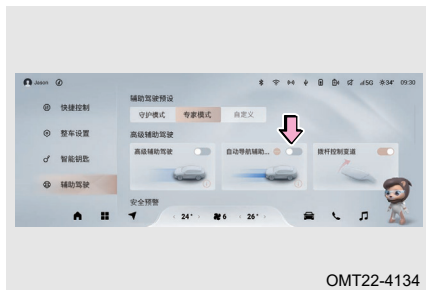 Jason
5G 34° 09:30
快捷控制
整车设置
智能钥匙
辅助驾驶
辅助驾驶预设
守护模式 专家模式 自定义
高级辅助驾驶
高级辅助驾驶 自动导航辅助... 拨杆控制变道
安全预警
24° 6 26°
OMT22-4134